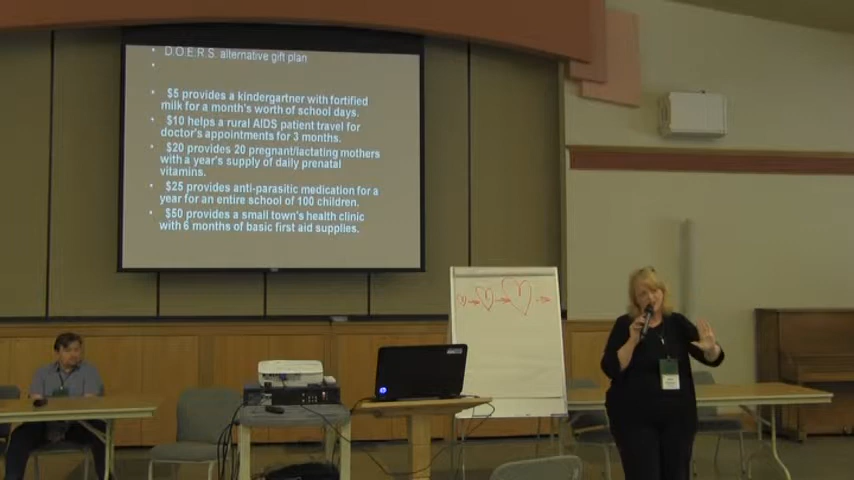 • D.O.E.R.S. alternative gift plan
•
• $5 provides a kindergartner with fortified
milk for a month's worth of school days.
• $10 helps a rural AIDS patient travel for
doctor's appointments for 3 months.
• $20 provides 20 pregnant/lactating mothers
with a year's supply of daily prenatal
vitamins.
• $25 provides anti-parasitic medication for a
year for an entire school of 100 children.
• $50 provides a small town's health clinic
with 6 months of basic first aid supplies.
hp